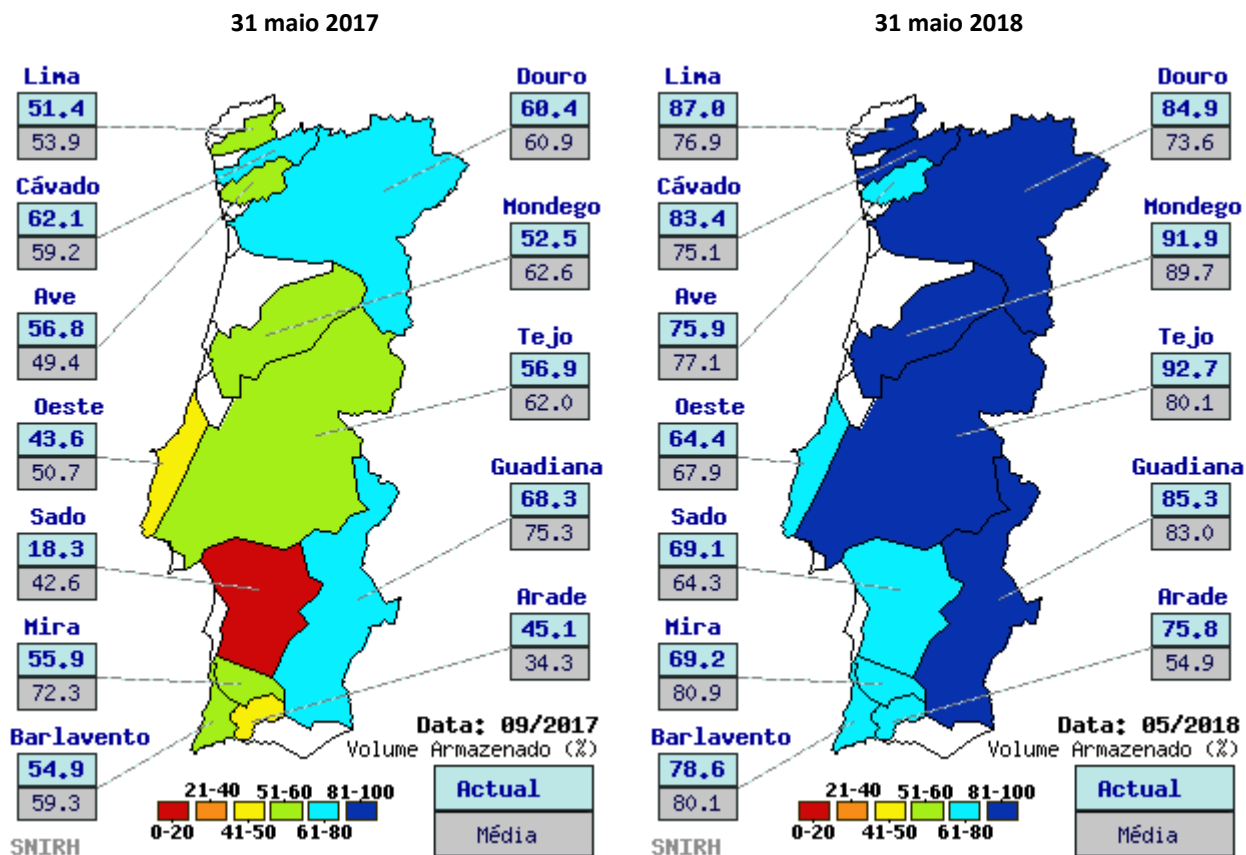 31 maio 2017
Lima
51.4
53.9
Douro
60.4
60.9
Cávado
62.1
59.2
Mondego
52.5
62.6
Ave
56.8
49.4
Tejo
56.9
62.0
Oeste
43.6
50.7
Guadiana
68.3
75.3
Sado
18.3
42.6
Arade
45.1
34.3
Mira
55.9
72.3
Barlavento
54.9
59.3
Data: 09/2017
Volume Armazenado (%)
21-40 51-60 81-100
0-20 41-50 61-80
Actual
Média
SNIRH
31 maio 2018
Lima
87.0
76.9
Douro
84.9
73.6
Cávado
83.4
75.1
Mondego
91.9
89.7
Ave
75.9
77.1
Tejo
92.7
80.1
Oeste
64.4
67.9
Guadiana
85.3
83.0
Sado
69.1
64.3
Arade
75.8
54.9
Mira
69.2
80.9
Barlavento
78.6
80.1
Data: 05/2018
Volume Armazenado (%)
21-40 51-60 81-100
0-20 41-50 61-80
Actual
Média
SNIRH